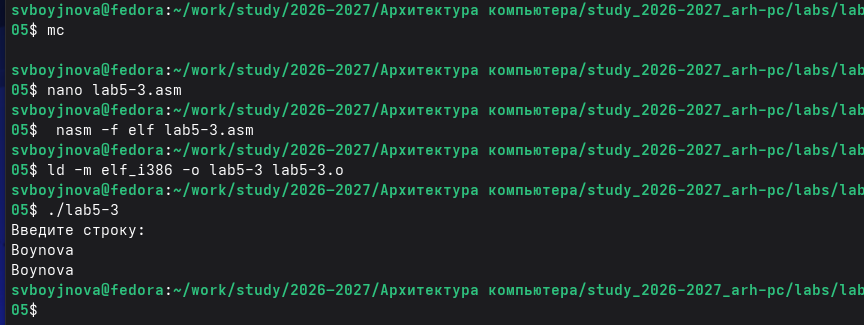 svboyjnova@fedora:~/work/study/2026-2027/Архитектура компьютера/study_2026-2027_arh-pc/labs/lab
05$ mc
svboyjnova@fedora:~/work/study/2026-2027/Архитектура компьютера/study_2026-2027_arh-pc/labs/lab
05$ nano lab5-3.asm
svboyjnova@fedora:~/work/study/2026-2027/Архитектура компьютера/study_2026-2027_arh-pc/labs/lab
05$  nasm -f elf lab5-3.asm
svboyjnova@fedora:~/work/study/2026-2027/Архитектура компьютера/study_2026-2027_arh-pc/labs/lab
05$ ld -m elf_i386 -o lab5-3 lab5-3.o
svboyjnova@fedora:~/work/study/2026-2027/Архитектура компьютера/study_2026-2027_arh-pc/labs/lab
05$ ./lab5-3
Введите строку:
Boynova
Boynova
svboyjnova@fedora:~/work/study/2026-2027/Архитектура компьютера/study_2026-2027_arh-pc/labs/lab
05$